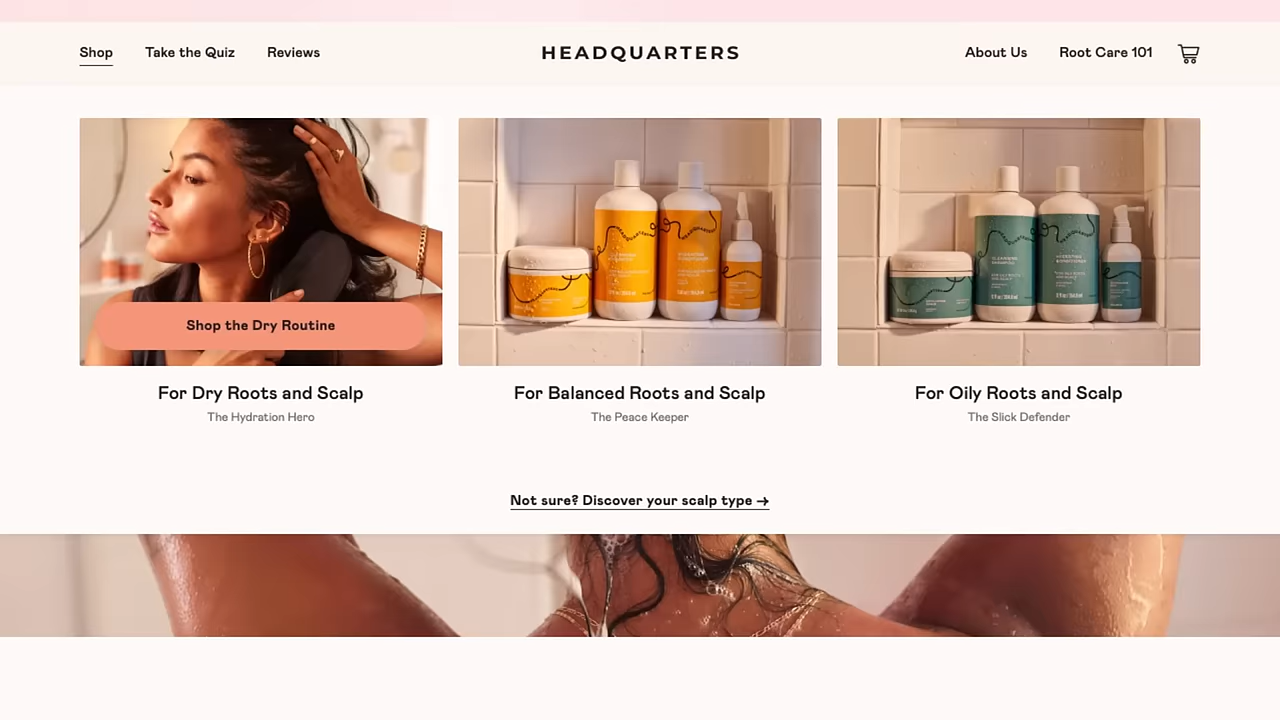 Shop
Take the Quiz
Reviews
HEADQUARTERS
About Us
Root Care 101
Shop the Dry Routine
For Dry Roots and Scalp
The Hydration Hero
For Balanced Roots and Scalp
The Peace Keeper
For Oily Roots and Scalp
The Slick Defender
Not sure? Discover your scalp type →